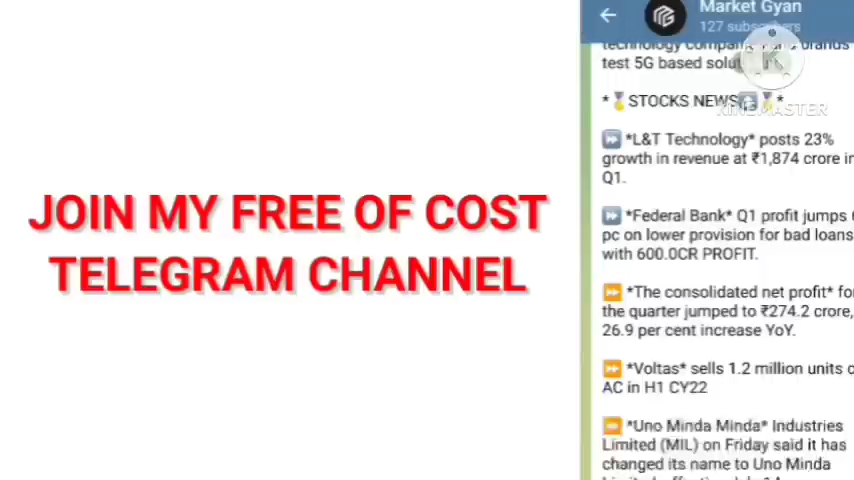 JOIN MY FREE OF COST
TELEGRAM CHANNEL
Market Gyan
127 subscribers
technology company
brands
test 5G based
*🥇STOCKS NEWS🥇*
⏩ *L&T Technology* posts 23%
growth in revenue at ₹1,874 crore in
Q1.
⏩ *Federal Bank* Q1 profit jumps
pc on lower provision for bad loans
with 600.0CR PROFIT.
⏩ *The consolidated net profit* for
the quarter jumped to ₹274.2 crore,
26.9 per cent increase YoY.
⏩ *Voltas* sells 1.2 million units
AC in H1 CY22
⏩ *Uno Minda Minda* Industries
Limited (MIL) on Friday said it has
changed its name to Uno Minda
KINEMASTER